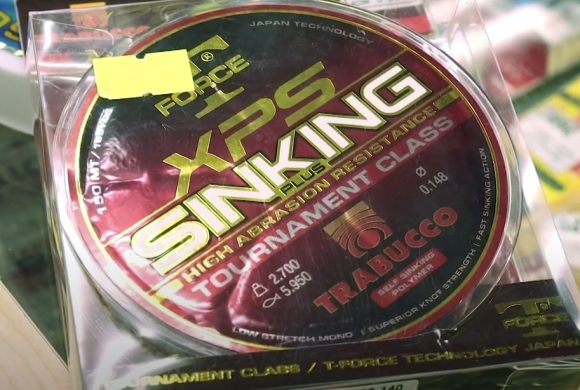 JAPAN TECHNOLOGY
T
FORCE
XPS
SINKING
PLUS
HIGH ABRASION RESISTANCE
TOURNAMENT CLASS
150 MT
Ø
0,148
2,700
5,950
TRABUCCO
SELF SINKING
POLYMER
LOW STRETCH MONO / SUPERIOR KNOT STRENGTH / FAST SINKING ACTION
T
FORCE
TOURNAMENT CLASS / T-FORCE TECHNOLOGY JAPAN